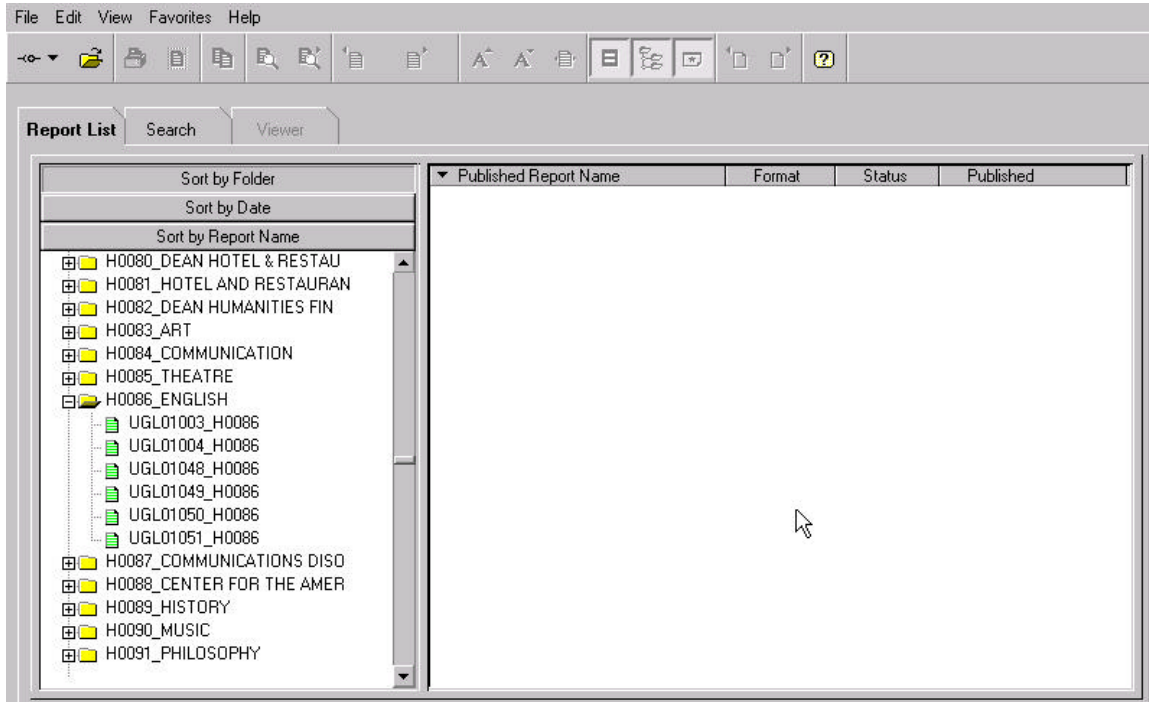 File Edit View Favorites Help
Report List Search Viewer
Sort by Folder
Sort by Date
Sort by Report Name
H0080_DEAN HOTEL & RESTAU
H0081_HOTEL AND RESTAURAN
H0082_DEAN HUMANITIES FIN
H0083_ART
H0084_COMMUNICATION
H0085_THEATRE
H0086_ENGLISH
UGL01003_H0086
UGL01004_H0086
UGL01048_H0086
UGL01049_H0086
UGL01050_H0086
UGL01051_H0086
H0087_COMMUNICATIONS DISO
H0088_CENTER FOR THE AMER
H0089_HISTORY
H0090_MUSIC
H0091_PHILOSOPHY
Published Report Name Format Status Published